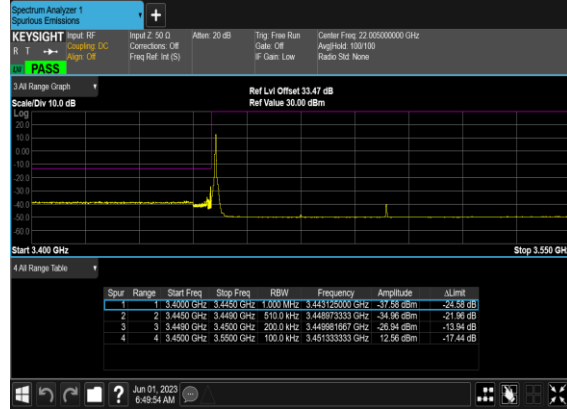 Spectrum Analyzer 1
Spurious Emissions
+
KEYSIGHT Input: RF Input Z: 50 Ω Atten: 20 dB Trig: Free Run Center Freq: 22.005000000 GHz
R T Coupling: DC Corrections: Off Gate: Off Avg|Hold: 100/100
Align: Off Freq Ref: Int (S) IF Gain: Low Radio Std: None
PASS
3 All Range Graph Ref Lvl Offset 33.47 dB
Scale/Div 10.0 dB Ref Value 30.00 dBm
Log
20.0
10.0
0.00
-10.0
-20.0
-30.0
-40.0
-50.0
-60.0
Start 3.400 GHz Stop 3.550 GHz
4 All Range Table
Spur Range Start Freq Stop Freq RBW Frequency Amplitude ΔLimit
1 1 3.4000 GHz 3.4450 GHz 1.000 MHz 3.443125000 GHz -37.58 dBm -24.58 dB
2 2 3.4450 GHz 3.4490 GHz 510.0 kHz 3.448973333 GHz -34.96 dBm -21.96 dB
3 3 3.4490 GHz 3.4500 GHz 200.0 kHz 3.449981667 GHz -26.94 dBm -13.94 dB
4 4 3.4500 GHz 3.5500 GHz 100.0 kHz 3.451333333 GHz 12.56 dBm -17.44 dB
? Jun 01, 2023
6:49:54 AM